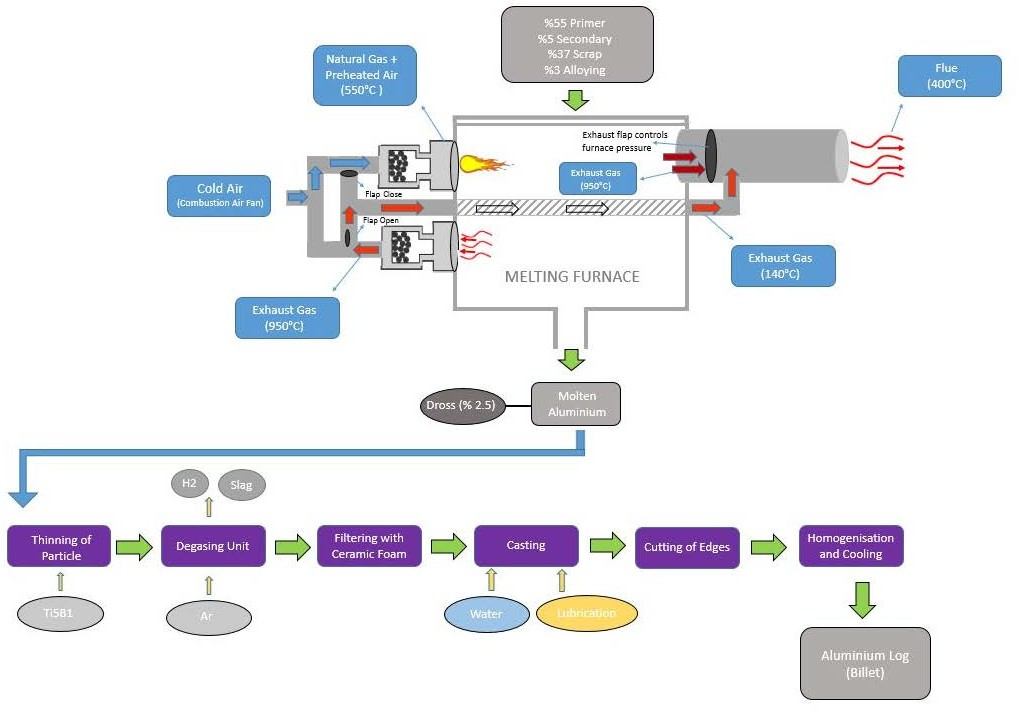 %55 Primer
%5 Secondary
%37 Scrap
%3 Alloying
Natural Gas +
Preheated Air
(550°C )
Flue
(400°C)
Exhaust flap controls
furnace pressure
Exhaust Gas
(950°C)
Cold Air
(Combustion Air Fan)
Flap Close
Flap Open
Exhaust Gas
(140°C)
MELTING FURNACE
Exhaust Gas
(950°C)
Molten
Aluminium
Dross (% 2.5)
H2
Slag
Thinning of
Particle
Degasing Unit
Filtering with
Ceramic Foam
Casting
Cutting of Edges
Homogenisation
and Cooling
Ti5B1
Ar
Water
Lubrication
Aluminium Log
(Billet)